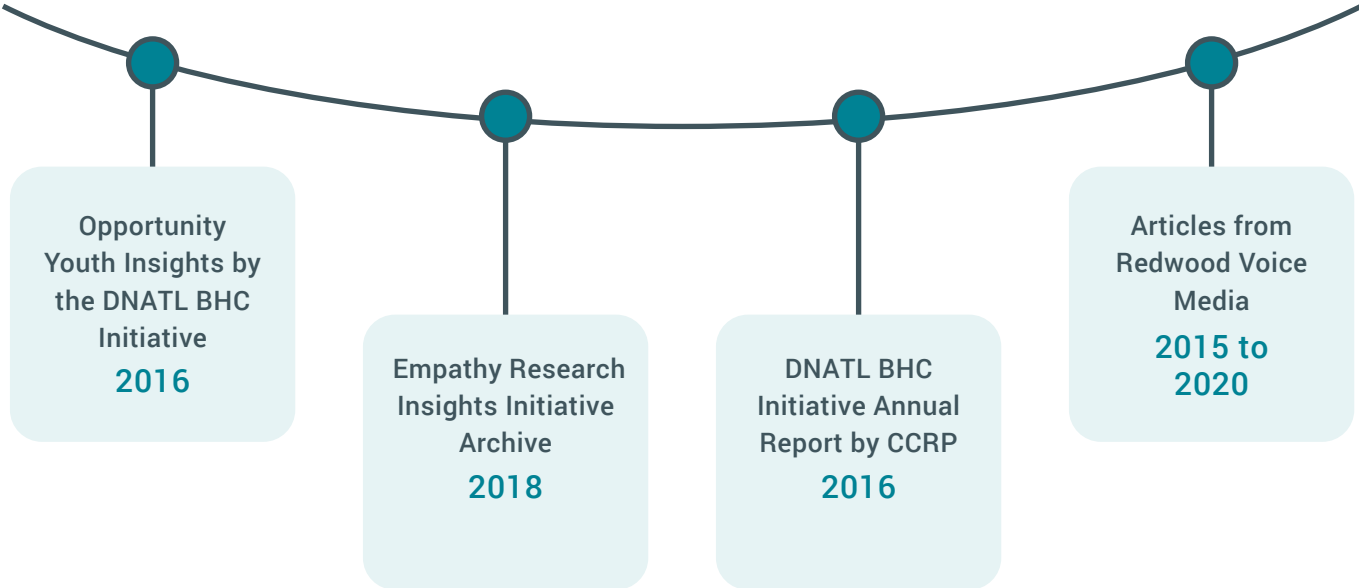 Opportunity
Youth Insights by
the DNATL BHC
Initiative
2016
Empathy Research
Insights Initiative
Archive
2018
DNATL BHC
Initiative Annual
Report by CCRP
2016
Articles from
Redwood Voice
Media
2015 to
2020